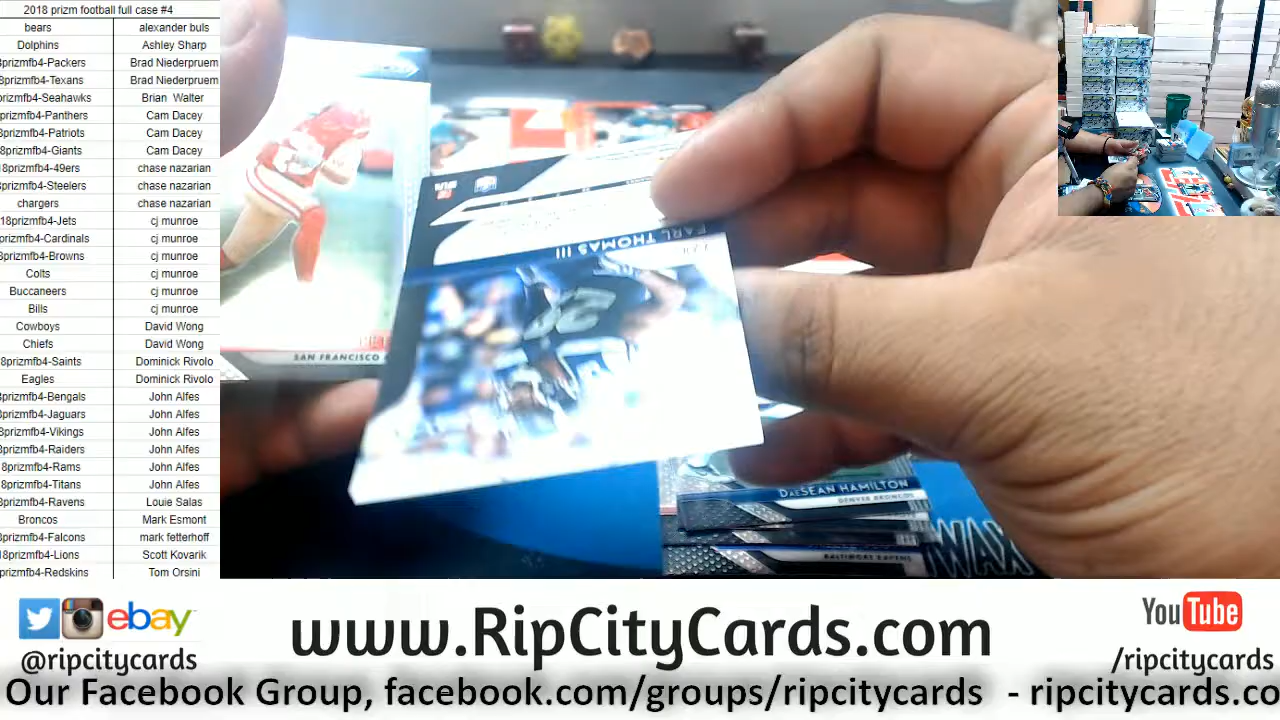 2018 prizm football full case #4
bears alexander buls
Dolphins Ashley Sharp
8prizmfb4-Packers Brad Niederpruem
8prizmfb4-Texans Brad Niederpruem
prizmfb4-Seahawks Brian Walter
8prizmfb4-Panthers Cam Dacey
8prizmfb4-Patriots Cam Dacey
8prizmfb4-Giants Cam Dacey
18prizmfb4-49ers chase nazarian
8prizmfb4-Steelers chase nazarian
chargers chase nazarian
18prizmfb4-Jets cj munroe
prizmfb4-Cardinals cj munroe
8prizmfb4-Browns cj munroe
Colts cj munroe
Buccaneers cj munroe
Bills cj munroe
Cowboys David Wong
Chiefs David Wong
8prizmfb4-Saints Dominick Rivolo
Eagles Dominick Rivolo
8prizmfb4-Bengals John Alfes
8prizmfb4-Jaguars John Alfes
8prizmfb4-Vikings John Alfes
8prizmfb4-Raiders John Alfes
8prizmfb4-Rams John Alfes
8prizmfb4-Titans John Alfes
8prizmfb4-Ravens Louie Salas
Broncos Mark Esmont
8prizmfb4-Falcons mark fetterhoff
18prizmfb4-Lions Scott Kovarik
prizmfb4-Redskins Tom Orsini
EARL THOMAS III
SAN FRANCISCO
DAESEAN HAMILTON
DENVER BRONCOS
BALTIMORE RAVENS
WAX
ebay
@ripcitycards
www.RipCityCards.com
YouTube
/ripcitycards
Our Facebook Group, facebook.com/groups/ripcitycards - ripcitycards.co